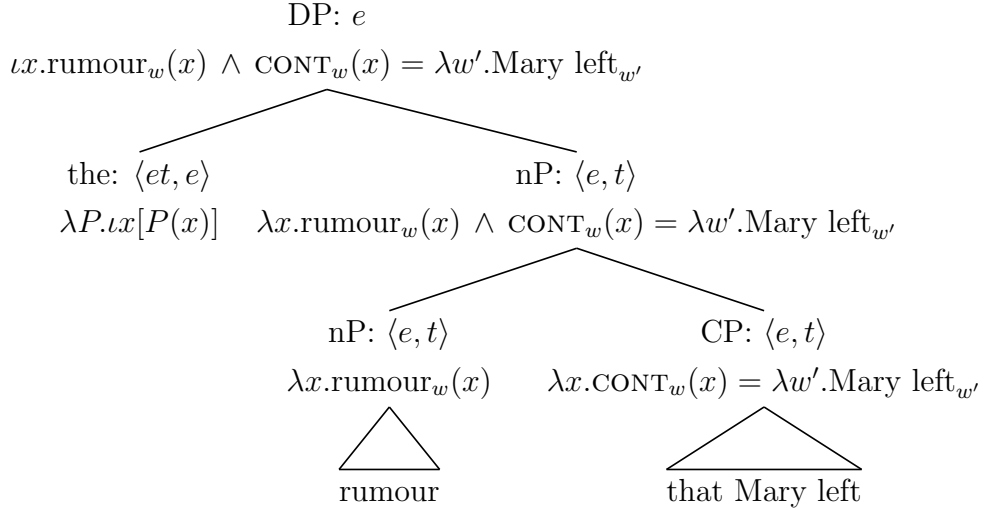 DP: e
ιx.rumour_w(x) ∧ CONT_w(x) = λw′.Mary left_w′
the: ⟨et, e⟩ nP: ⟨e, t⟩
λP.ιx[P(x)] λx.rumour_w(x) ∧ CONT_w(x) = λw′.Mary left_w′
nP: ⟨e, t⟩ CP: ⟨e, t⟩
λx.rumour_w(x) λx.CONT_w(x) = λw′.Mary left_w′
rumour that Mary left